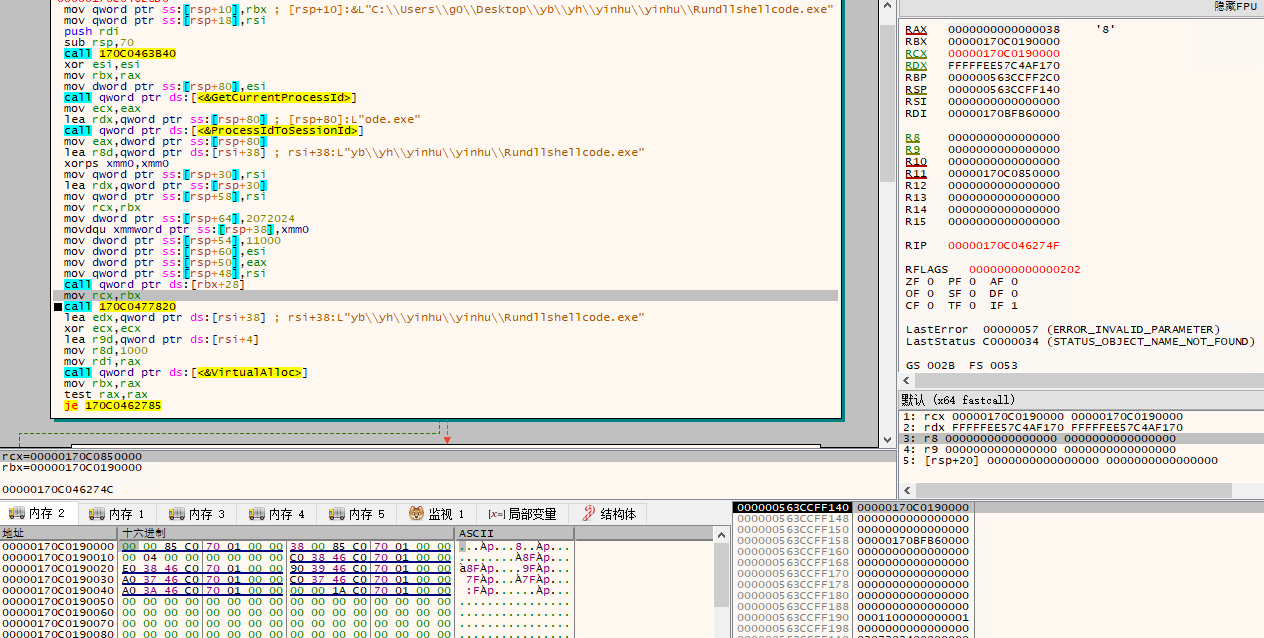 mov qword ptr ss:[rsp+10],rbx ; [rsp+10]:&L"C:\\Users\\g0\\Desktop\\yb\\yh\\yinhu\\yinhu\\Rundllshellcode.exe"
mov qword ptr ss:[rsp+18],rsi
push rdi
sub rsp,70
call 170C0463B40
xor esi,esi
mov rbx,rax
mov dword ptr ss:[rsp+80],esi
call qword ptr ds:[<&GetCurrentProcessId>]
mov ecx,eax
lea rdx,qword ptr ss:[rsp+80] ; [rsp+80]:L"ode.exe"
call qword ptr ds:[<&ProcessIdToSessionId>]
mov eax,dword ptr ss:[rsp+80]
lea r8d,qword ptr ds:[rsi+38] ; rsi+38:L"yb\\yh\\yinhu\\yinhu\\Rundllshellcode.exe"
xorps xmm0,xmm0
mov qword ptr ss:[rsp+30],rsi
lea rdx,qword ptr ss:[rsp+30]
mov qword ptr ss:[rsp+58],rsi
mov rcx,rbx
mov dword ptr ss:[rsp+64],2072024
movdqu xmmword ptr ss:[rsp+38],xmm0
mov dword ptr ss:[rsp+54],11000
mov dword ptr ss:[rsp+60],esi
mov dword ptr ss:[rsp+50],eax
mov qword ptr ss:[rsp+48],rsi
call qword ptr ds:[rbx+28]
mov rcx,rbx
call 170C0477820
lea edx,qword ptr ds:[rsi+38] ; rsi+38:L"yb\\yh\\yinhu\\yinhu\\Rundllshellcode.exe"
xor ecx,ecx
lea r9d,qword ptr ds:[rsi+4]
mov r8d,1000
mov rdi,rax
call qword ptr ds:[<&VirtualAlloc>]
mov rbx,rax
test rax,rax
je 170C0462785
rcx=00000170C0850000
rbx=00000170C0190000
00000170C046274C
隐藏FPU
RAX 0000000000000038 '8'
RBX 00000170C0190000
RCX 00000170C0190000
RDX FFFFFEE57C4AF170
RBP 000000563CCFF2C0
RSP 000000563CCFF140
RSI 0000000000000000
RDI 00000170BFB60000
R8 0000000000000000
R9 0000000000000000
R10 0000000000000000
R11 00000170C0850000
R12 0000000000000000
R13 0000000000000000
R14 0000000000000000
R15 0000000000000000
RIP 00000170C046274F
RFLAGS 0000000000000202
ZF 0 PF 0 AF 0
OF 0 SF 0 DF 0
CF 0 TF 0 IF 1
LastError 00000057 (ERROR_INVALID_PARAMETER)
LastStatus C0000034 (STATUS_OBJECT_NAME_NOT_FOUND)
GS 002B FS 0053
默认 (x64 fastcall)
1: rcx 00000170C0190000 00000170C0190000
2: rdx FFFFFEE57C4AF170 FFFFFEE57C4AF170
3: r8 0000000000000000 0000000000000000
4: r9 0000000000000000 0000000000000000
5: [rsp+20] 0000000000000000 0000000000000000
内存 2 内存 1 内存 3 内存 4 内存 5 监视 1 [x=] 局部变量 结构体
地址 十六进制 ASCII
00000170C0190000 00 00 85 C0 70 01 00 00 38 00 85 C0 70 01 00 00 ...Àp...8..Àp...
00000170C0190010 00 04 00 00 00 00 00 00 C0 38 46 C0 70 01 00 00 ........À8FÀp...
00000170C0190020 E0 38 46 C0 70 01 00 00 90 39 46 C0 70 01 00 00 à8FÀp....9FÀp...
00000170C0190030 A0 37 46 C0 70 01 00 00 C0 37 46 C0 70 01 00 00  7FÀp...À7FÀp...
00000170C0190040 A0 3A 46 C0 70 01 00 00 00 00 1A C0 70 01 00 00  :FÀp......Àp...
00000170C0190050 00 00 00 00 00 00 00 00 00 00 00 00 00 00 00 00 ................
00000170C0190060 00 00 00 00 00 00 00 00 00 00 00 00 00 00 00 00 ................
00000170C0190070 00 00 00 00 00 00 00 00 00 00 00 00 00 00 00 00 ................
00000170C0190080 00 00 00 00 00 00 00 00 00 00 00 00 00 00 00 00 ................
000000563CCFF140 00000170C0190000
000000563CCFF148 0000000000000000
000000563CCFF150 0000000000000000
000000563CCFF158 00000170BFB60000
000000563CCFF160 0000000000000000
000000563CCFF168 0000000000000000
000000563CCFF170 0000000000000000
000000563CCFF178 0000000000000000
000000563CCFF180 0000000000000000
000000563CCFF188 0000000000000000
000000563CCFF190 0001100000000001
000000563CCFF198